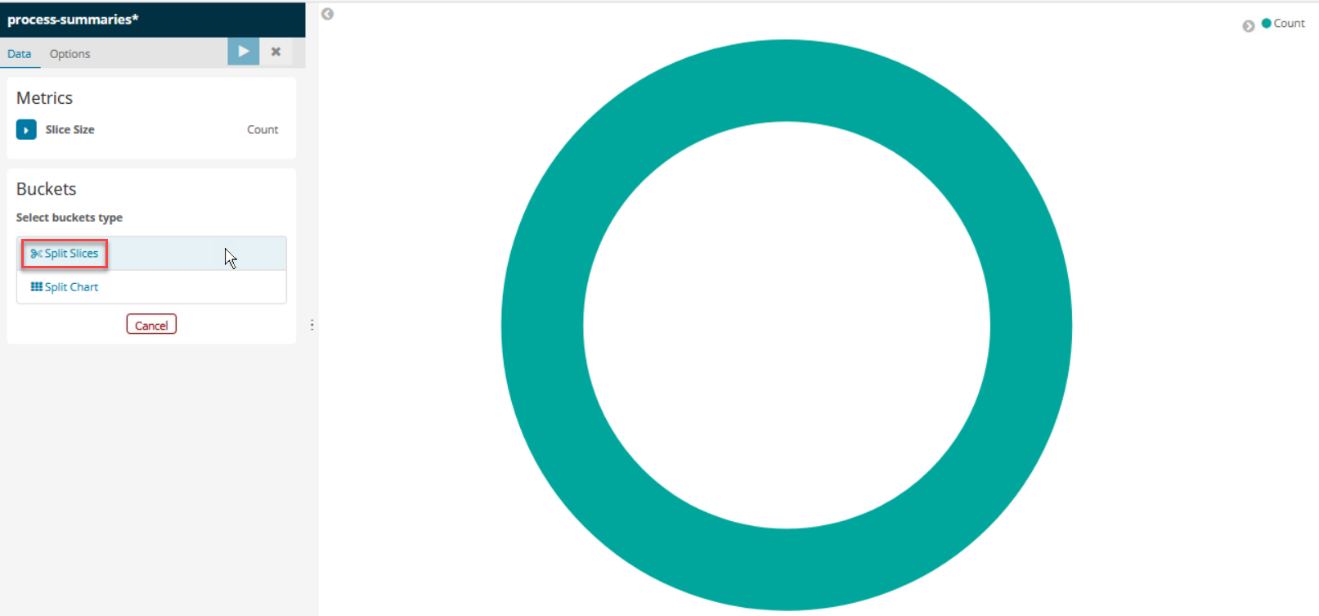 process-summaries*
Data Options
Metrics
Slice Size Count
Buckets
Select buckets type
Split Slices
Split Chart
Cancel
Count